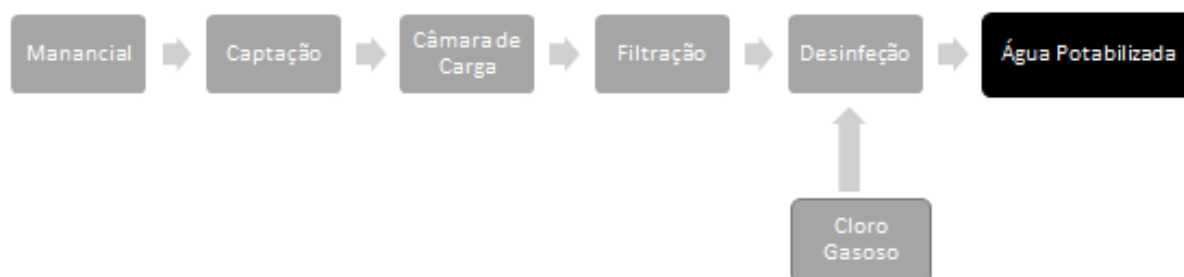 Manancial
Captação
Câmara de
Carga
Filtração
Desinfeção
Água Potabilizada
Cloro
Gasoso